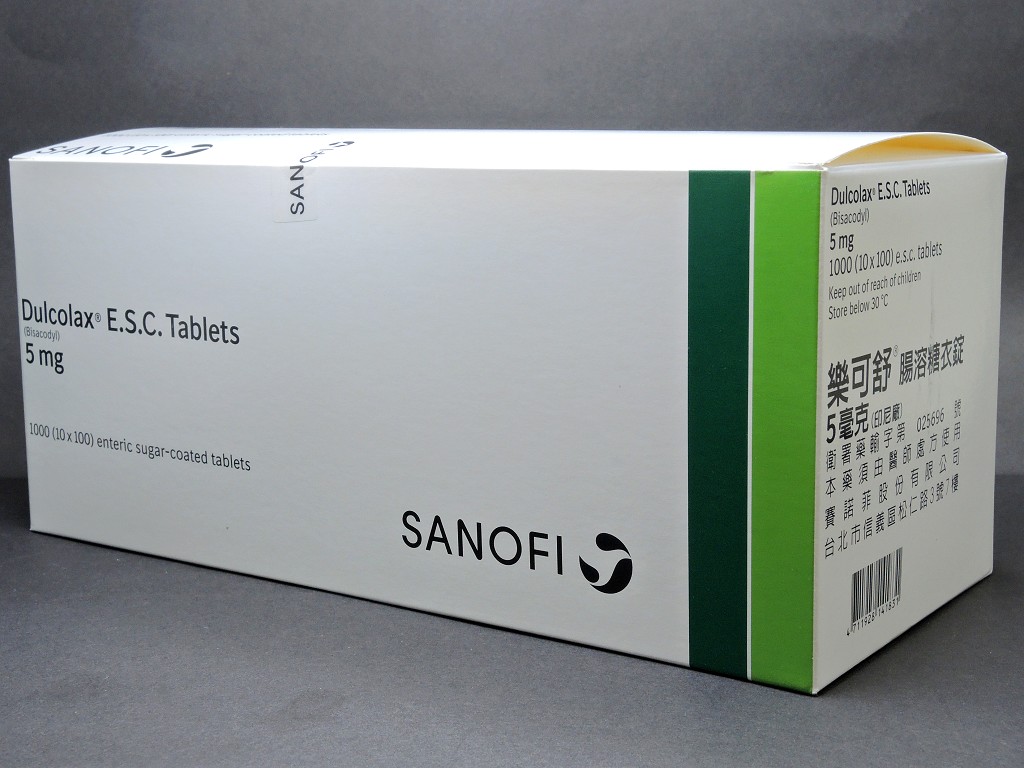 SANOFI
SANOFI
Dulcolax® E.S.C. Tablets
(Bisacodyl)
5 mg
1000 (10 x 100) enteric sugar-coated tablets
SANOFI
Dulcolax® E.S.C. Tablets
(Bisacodyl)
5 mg
1000 (10 x 100) e.s.c. tablets
Keep out of reach of children
Store below 30 °C
樂可舒® 腸溶糖衣錠
5毫克(印尼廠)
衛署藥輸字第 025696 號
本藥須由醫師處方使用
賽諾菲股份有限公司
台北市信義區松仁路3號7樓
4 711928 141851